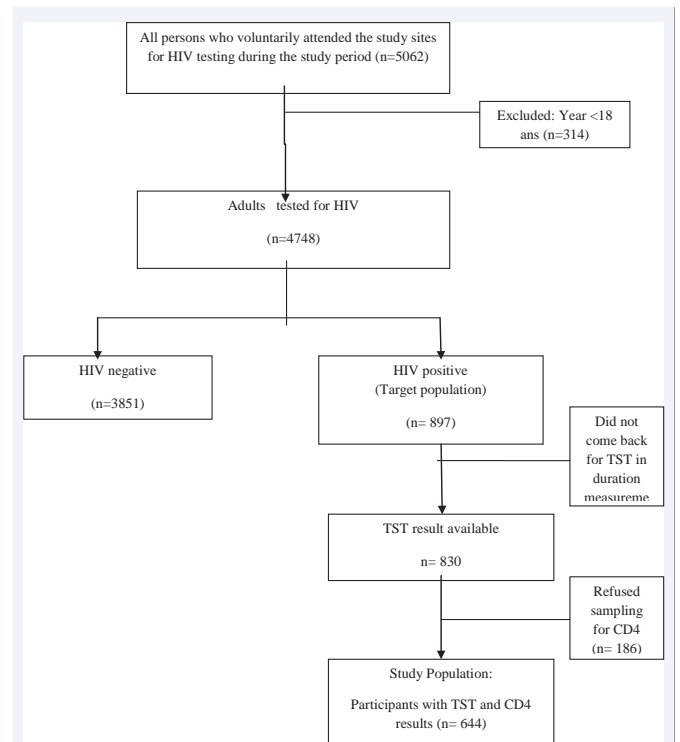 All persons who voluntarily attended the study sites
for HIV testing during the study period (n=5062)
Excluded: Year <18
ans (n=314)
Adults tested for HIV
(n=4748)
HIV negative
(n=3851)
HIV positive
(Target population)
(n= 897)
Did not
come back
for TST in
duration
measureme
TST result available
n= 830
Refused
sampling
for CD4
(n= 186)
Study Population:
Participants with TST and CD4
results (n= 644)